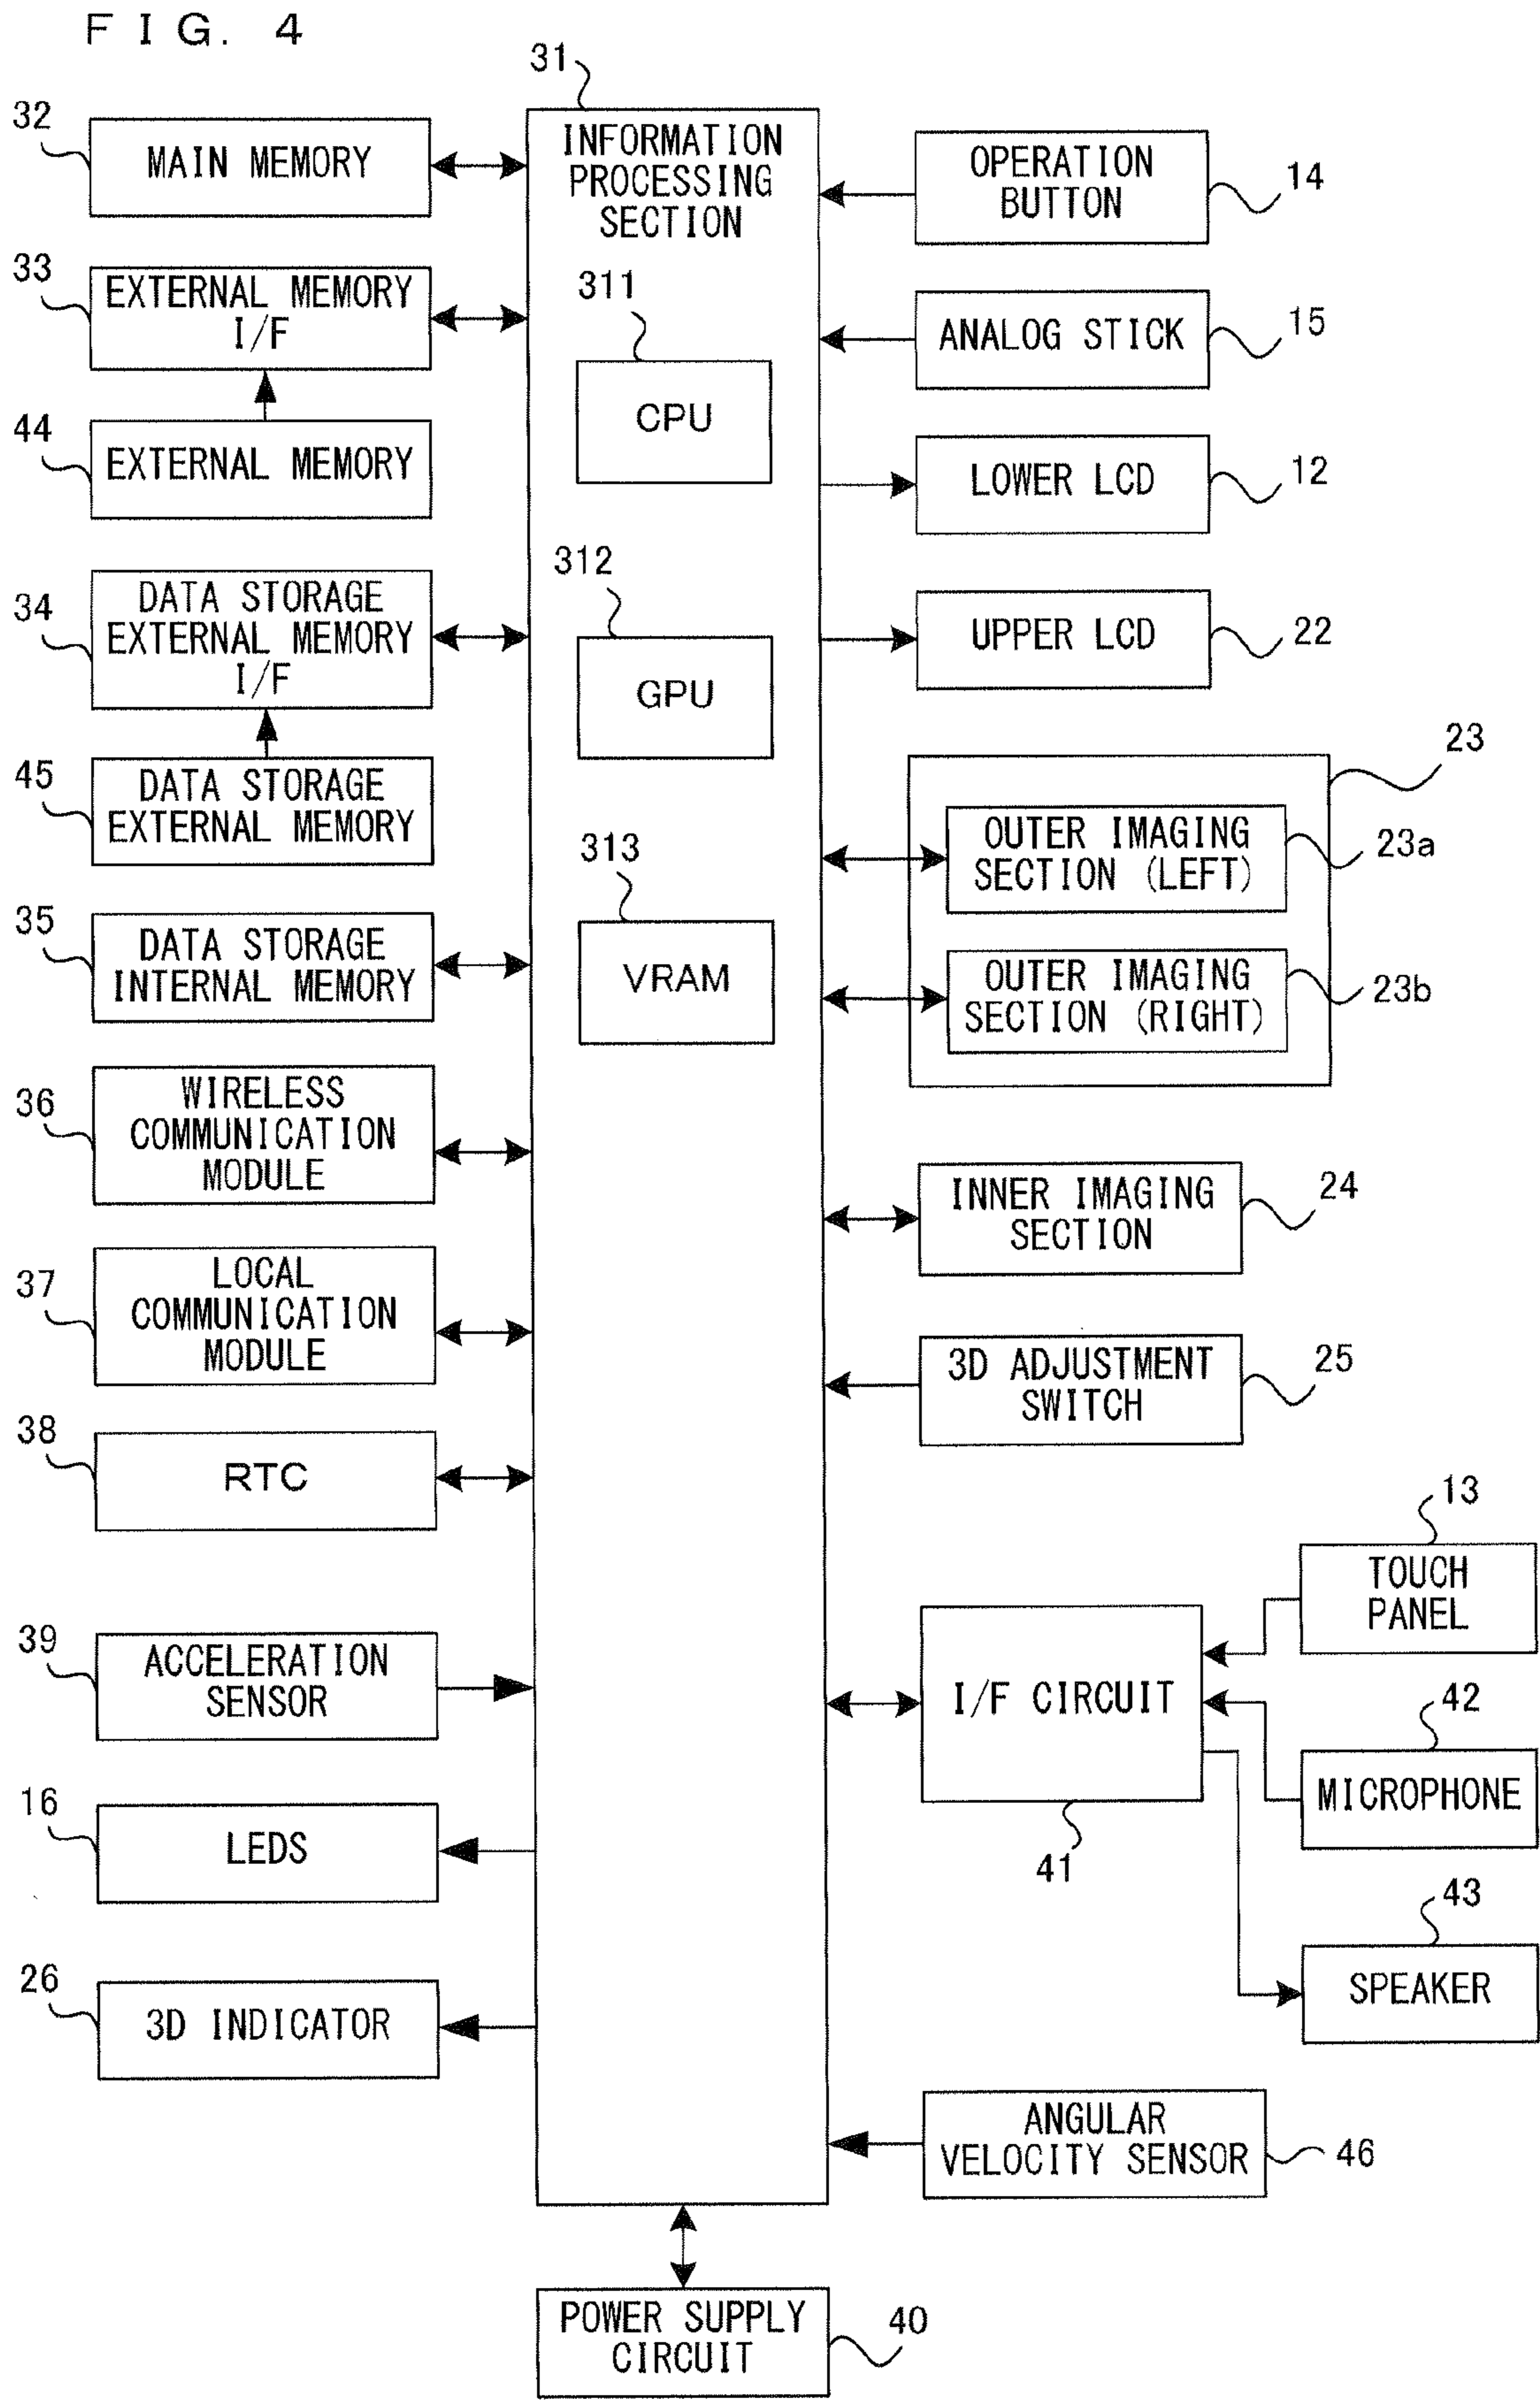 FIG. 4
31
INFORMATION
PROCESSING
SECTION
311
CPU
312
GPU
313
VRAM
32
MAIN MEMORY
33
EXTERNAL MEMORY
I/F
44
EXTERNAL MEMORY
34
DATA STORAGE
EXTERNAL MEMORY
I/F
45
DATA STORAGE
EXTERNAL MEMORY
35
DATA STORAGE
INTERNAL MEMORY
36
WIRELESS
COMMUNICATION
MODULE
37
LOCAL
COMMUNICATION
MODULE
38
RTC
39
ACCELERATION
SENSOR
16
LEDS
26
3D INDICATOR
OPERATION
BUTTON
14
ANALOG STICK
15
LOWER LCD
12
UPPER LCD
22
23
OUTER IMAGING
SECTION (LEFT)
23a
OUTER IMAGING
SECTION (RIGHT)
23b
INNER IMAGING
SECTION
24
3D ADJUSTMENT
SWITCH
25
13
TOUCH
PANEL
I/F CIRCUIT
41
42
MICROPHONE
43
SPEAKER
ANGULAR
VELOCITY SENSOR
46
POWER SUPPLY
CIRCUIT
40